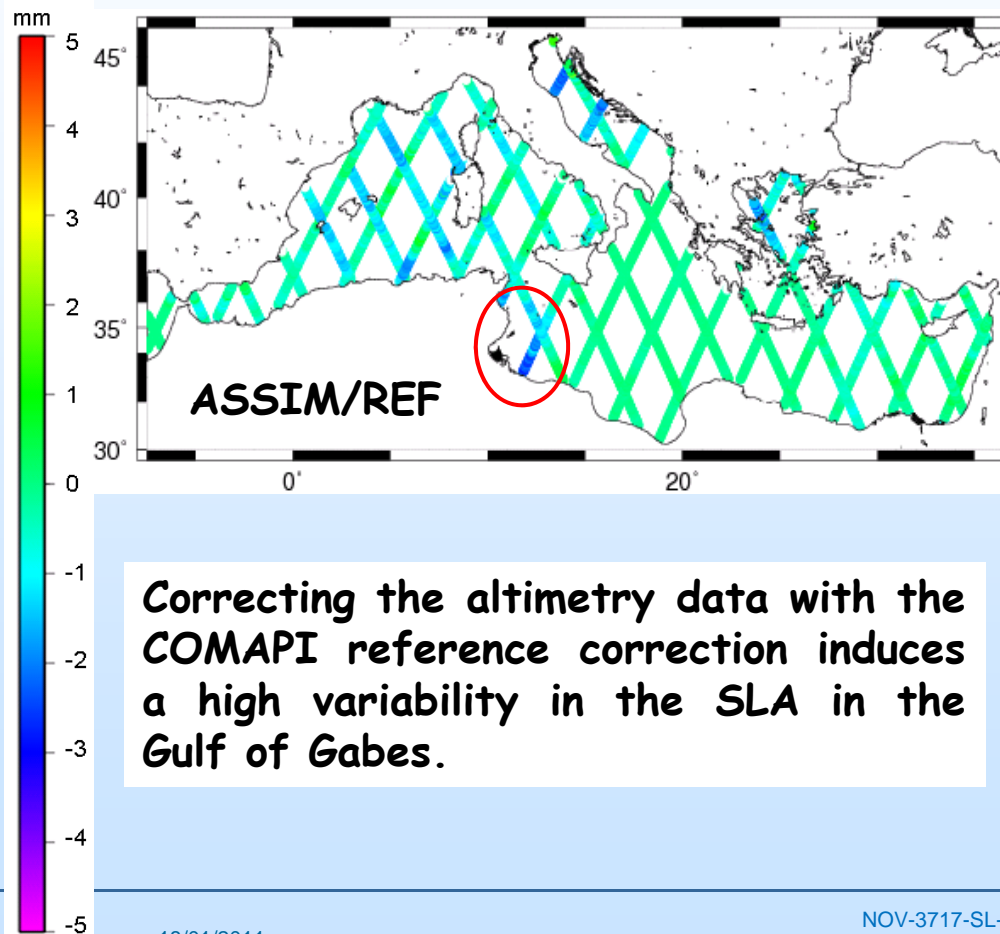 mm
5
4
3
2
1
0
-1
-2
-3
-4
-5
45°
40°
35°
30°
0°
20°
ASSIM/REF
Correcting the altimetry data with the
COMAPI reference correction induces
a high variability in the SLA in the
Gulf of Gabes.
NOV-3717-SL-